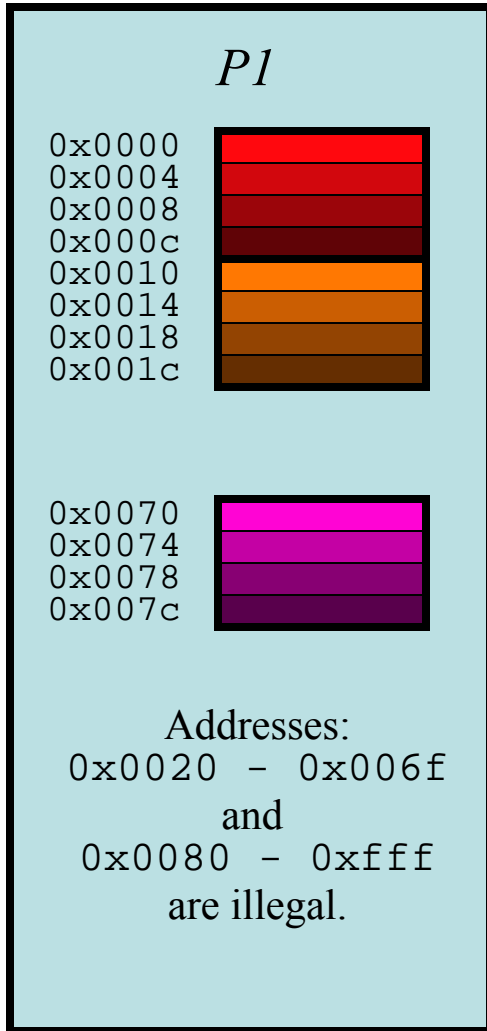 P1
0x0000
0x0004
0x0008
0x000c
0x0010
0x0014
0x0018
0x001c
0x0070
0x0074
0x0078
0x007c
Addresses:
0x0020 - 0x006f
and
0x0080 - 0xfff
are illegal.